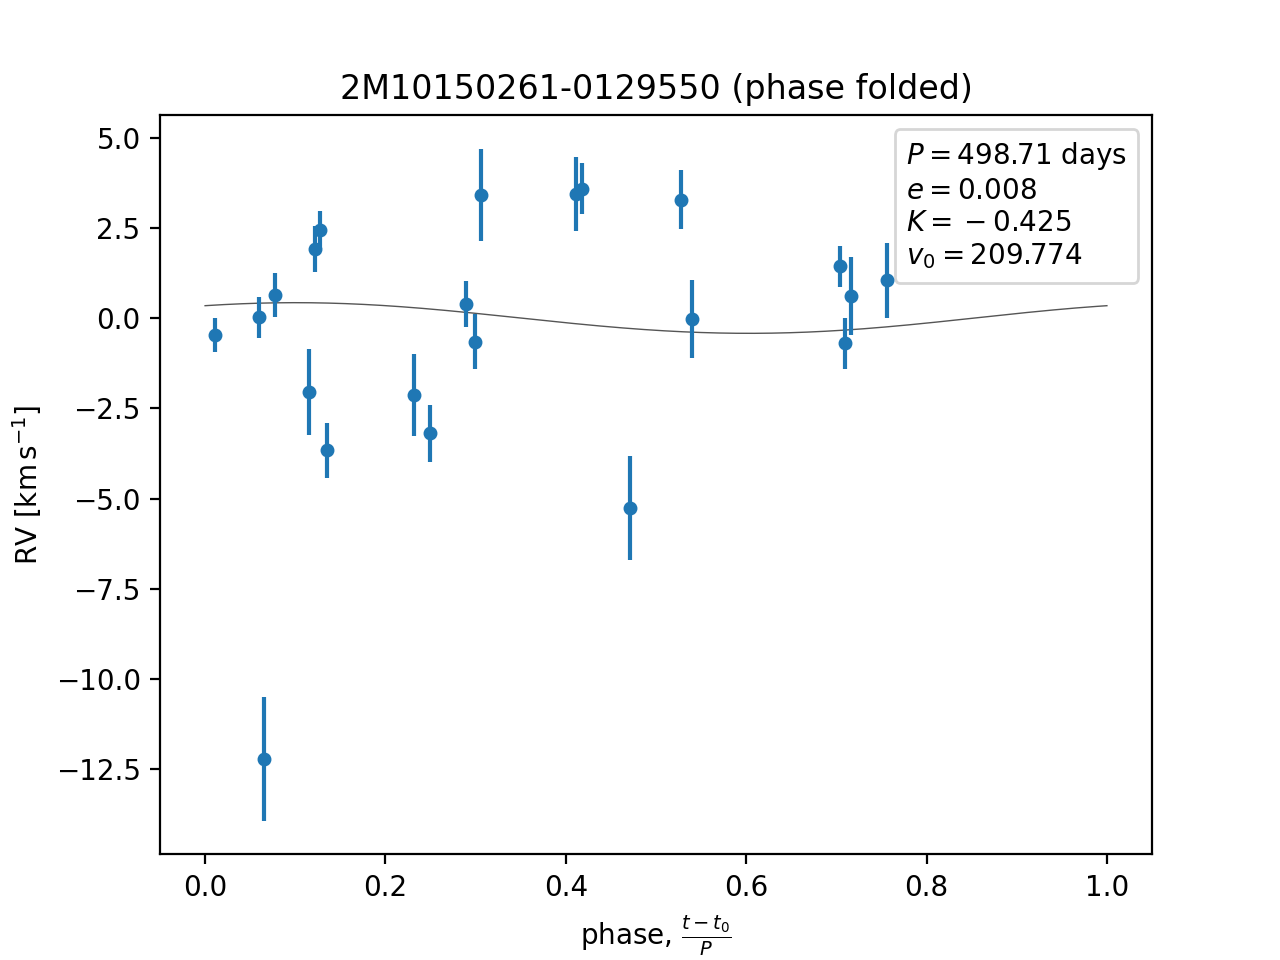 2M10150261-0129550 (phase folded)
P = 498.71 days
e = 0.008
K = −0.425
v₀ = 209.774
5.0
2.5
0.0
−2.5
−5.0
−7.5
−10.0
−12.5
RV [km s⁻¹]
0.0 0.2 0.4 0.6 0.8 1.0
phase, (t − t₀)/P